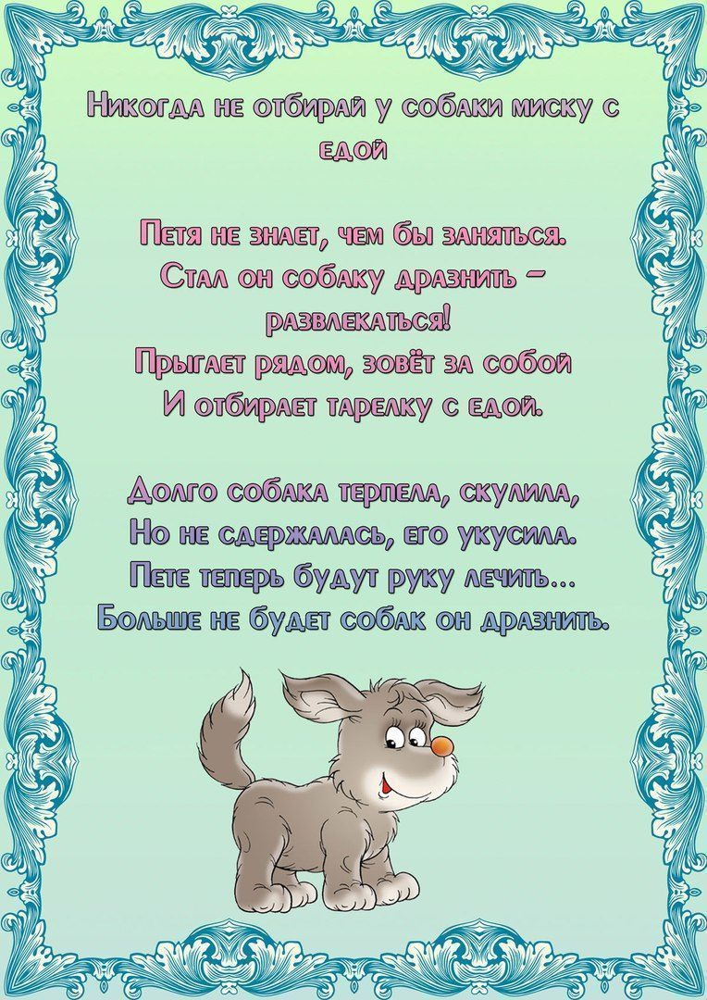 Никогда не отбирай у собаки миску с
едой
Петя не знает, чем бы заняться.
Стал он собаку дразнить –
развлекаться!
Прыгает рядом, зовёт за собой
И отбирает тарелку с едой.
Долго собака терпела, скулила,
Но не сдержалась, его укусила.
Пете теперь будут руку лечить...
Больше не будет собак он дразнить.